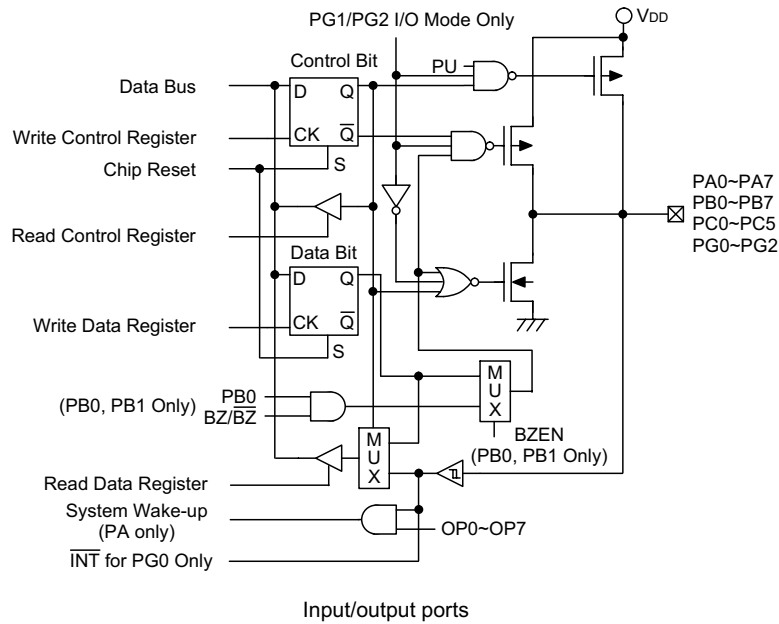 PG1/PG2 I/O Mode Only
VDD
Control Bit
PU
Data Bus
D Q
Write Control Register
CK Q̅
Chip Reset
S
PA0~PA7
PB0~PB7
PC0~PC5
PG0~PG2
Read Control Register
Data Bit
D Q
Write Data Register
CK Q̅
S
M
U
X
(PB0, PB1 Only)
PB0
BZ/B̅Z̅
BZEN
(PB0, PB1 Only)
M
U
X
Read Data Register
System Wake-up
(PA only)
OP0~OP7
I̅N̅T̅ for PG0 Only
Input/output ports